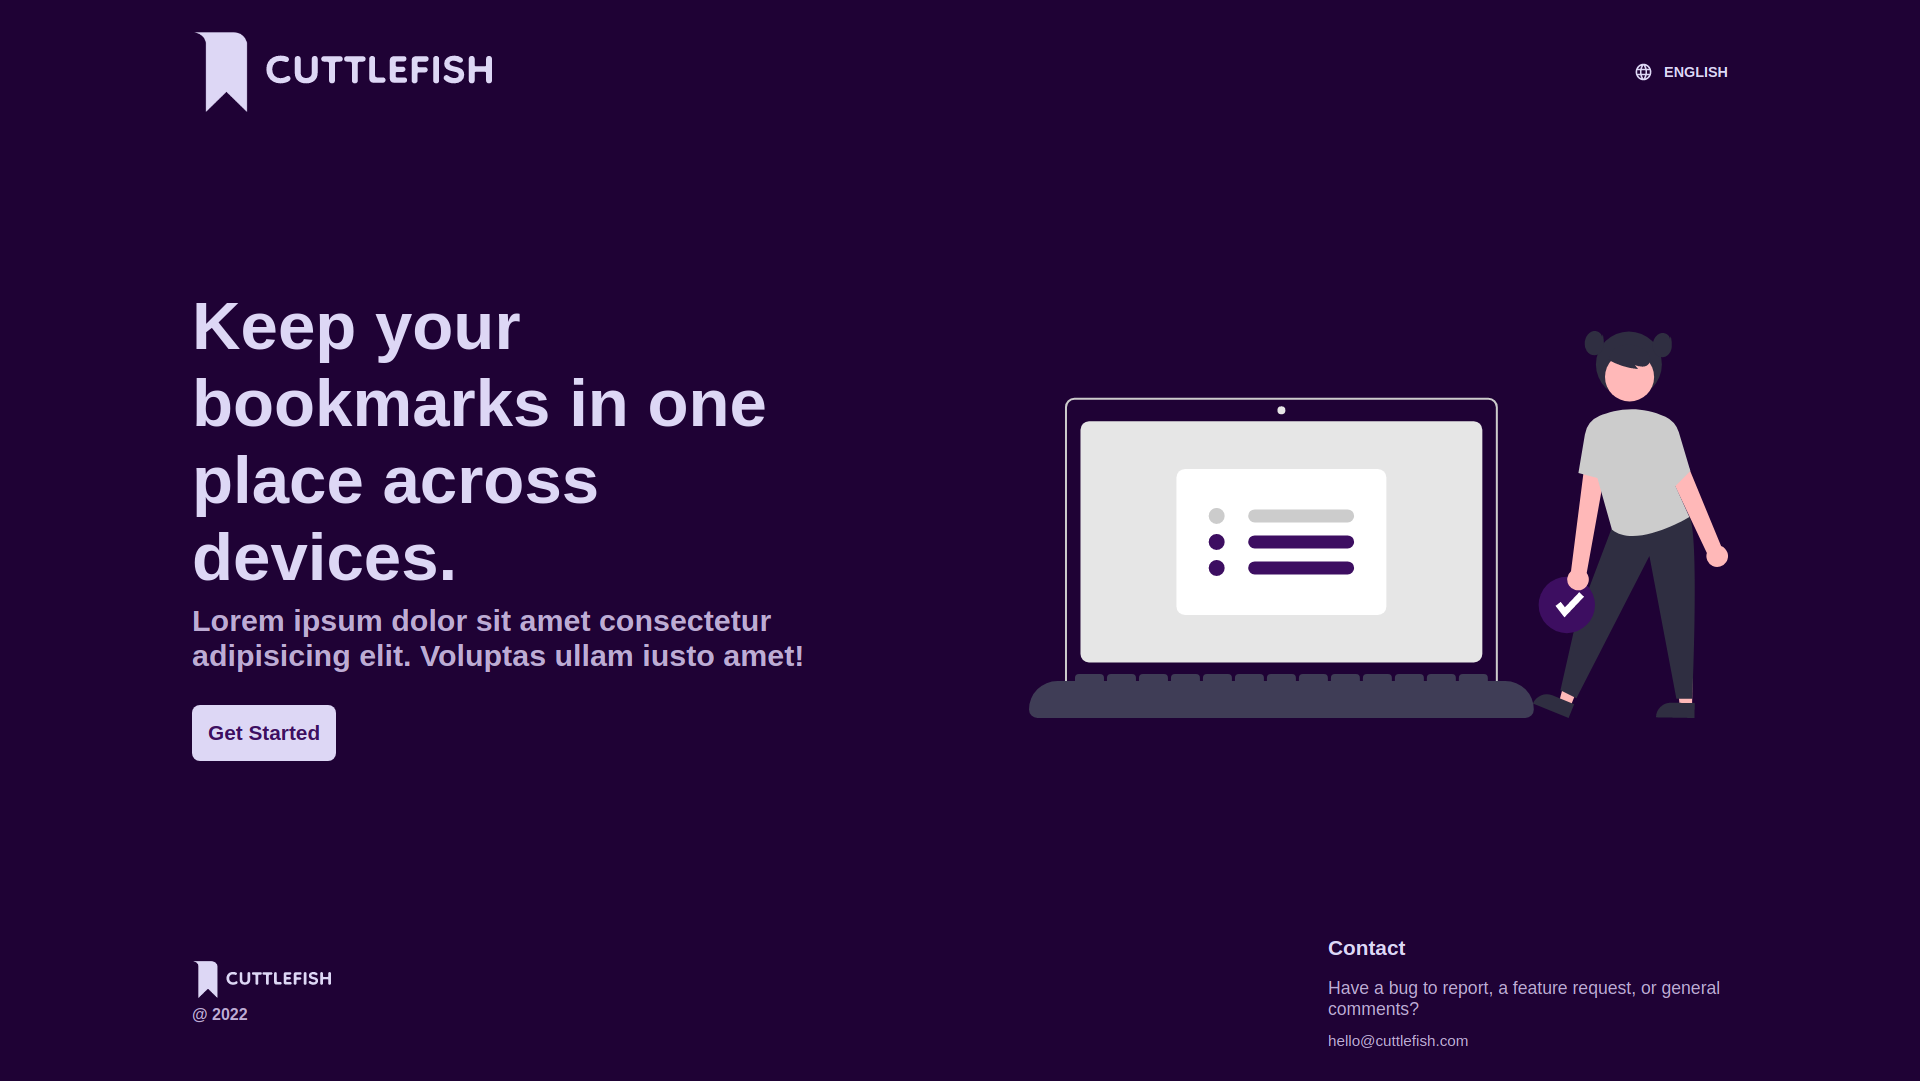 CUTTLEFISH
ENGLISH
Keep your
bookmarks in one
place across
devices.
Lorem ipsum dolor sit amet consectetur
adipisicing elit. Voluptas ullam iusto amet!
Get Started
CUTTLEFISH
@ 2022
Contact
Have a bug to report, a feature request, or general
comments?
hello@cuttlefish.com